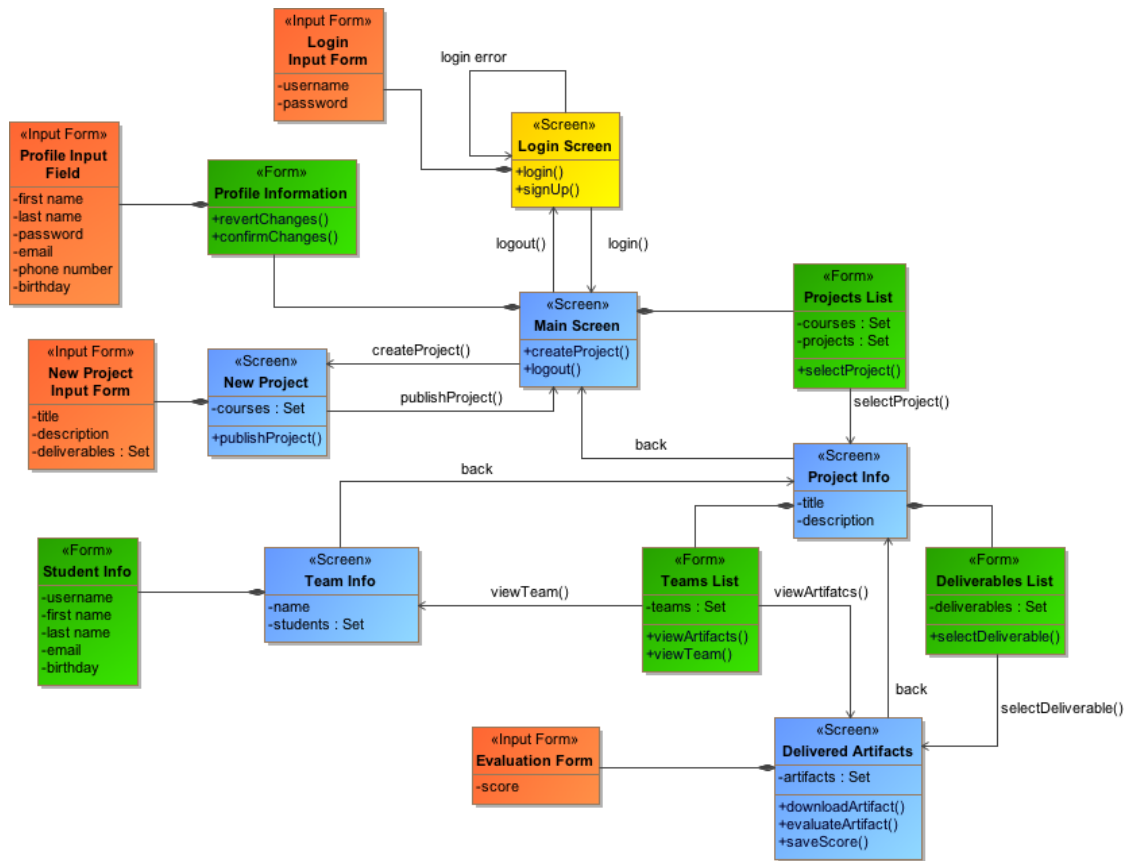 «Input Form»
Login
Input Form
-username
-password
login error
«Screen»
Login Screen
+login()
+signUp()
«Input Form»
Profile Input
Field
-first name
-last name
-password
-email
-phone number
-birthday
«Form»
Profile Information
+revertChanges()
+confirmChanges()
logout()
login()
«Screen»
Main Screen
+createProject()
+logout()
«Form»
Projects List
-courses : Set
-projects : Set
+selectProject()
«Input Form»
New Project
Input Form
-title
-description
-deliverables : Set
«Screen»
New Project
-courses : Set
+publishProject()
createProject()
publishProject()
selectProject()
back
«Screen»
Project Info
-title
-description
back
«Form»
Student Info
-username
-first name
-last name
-email
-birthday
«Screen»
Team Info
-name
-students : Set
viewTeam()
«Form»
Teams List
-teams : Set
+viewArtifacts()
+viewTeam()
viewArtifatcs()
«Form»
Deliverables List
-deliverables : Set
+selectDeliverable()
back
selectDeliverable()
«Input Form»
Evaluation Form
-score
«Screen»
Delivered Artifacts
-artifacts : Set
+downloadArtifact()
+evaluateArtifact()
+saveScore()